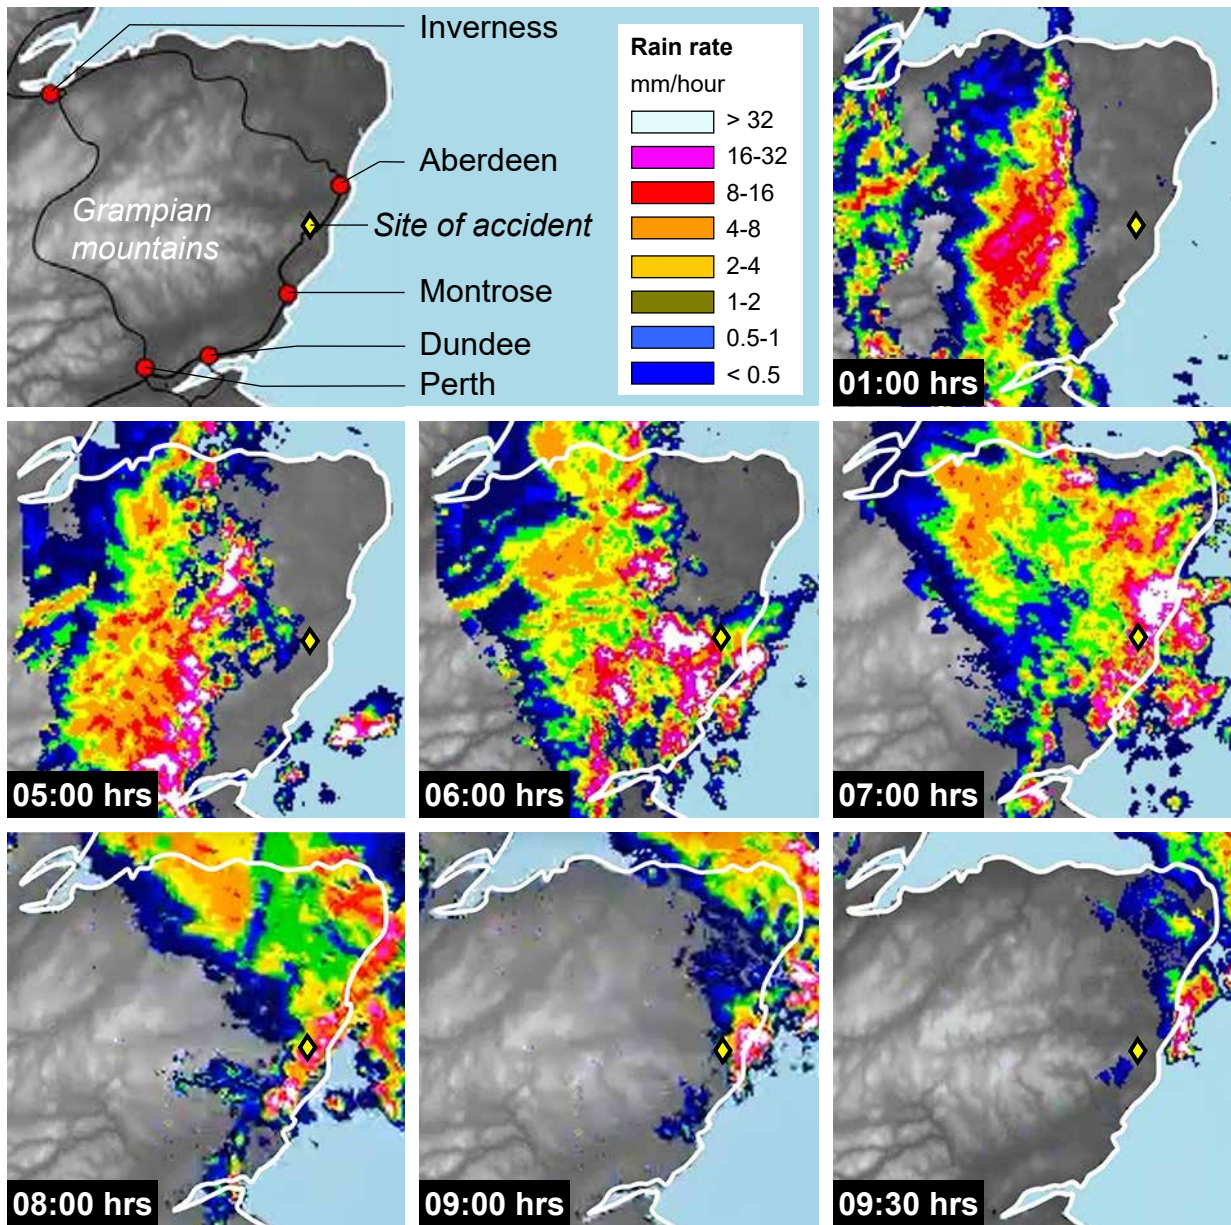 Inverness
Aberdeen
Grampian
mountains
Site of accident
Montrose
Dundee
Perth
Rain rate
mm/hour
> 32
16-32
8-16
4-8
2-4
1-2
0.5-1
< 0.5
01:00 hrs
05:00 hrs
06:00 hrs
07:00 hrs
08:00 hrs
09:00 hrs
09:30 hrs